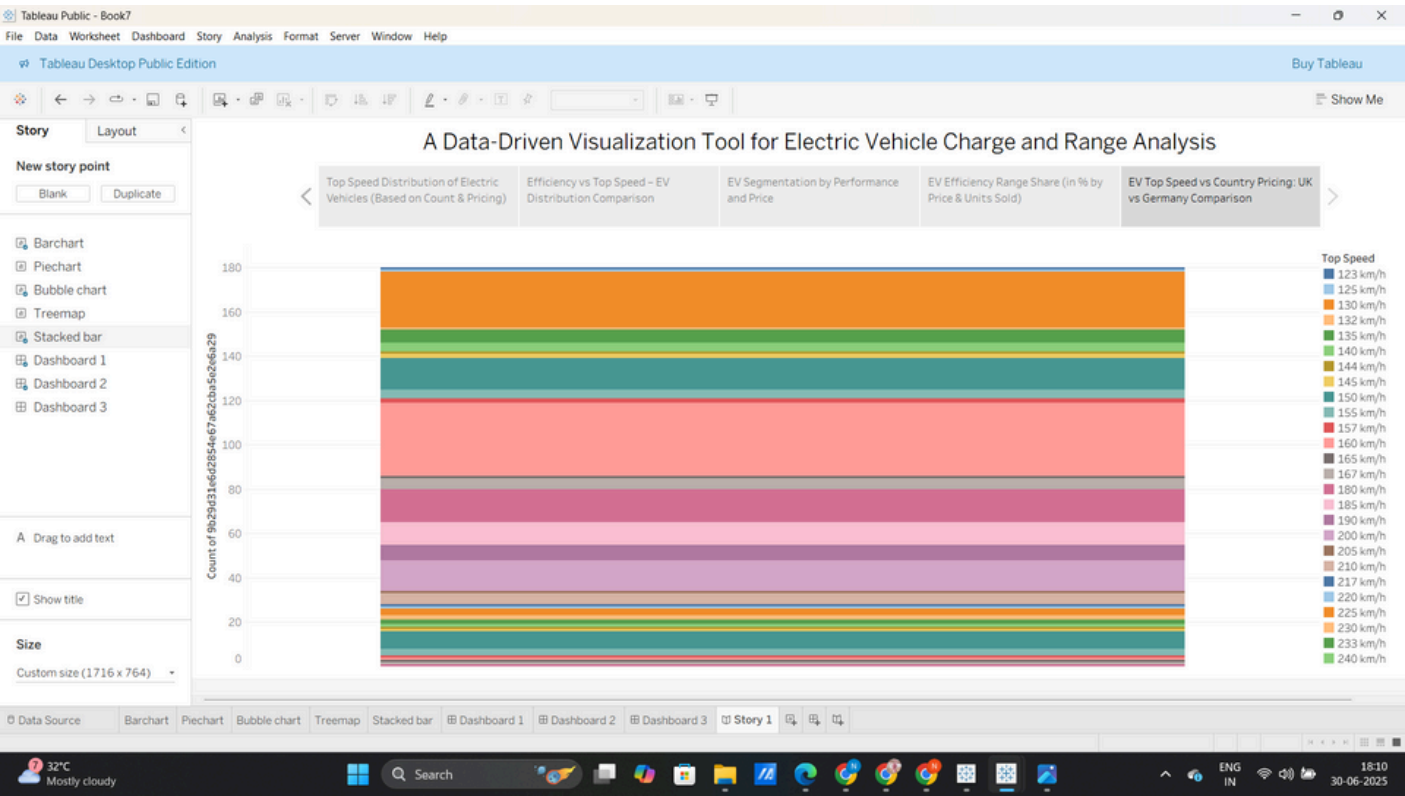 Tableau Public - Book7
File Data Worksheet Dashboard Story Analysis Format Server Window Help
Tableau Desktop Public Edition
Buy Tableau
Show Me
Story Layout
New story point
Blank Duplicate
Barchart
Piechart
Bubble chart
Treemap
Stacked bar
Dashboard 1
Dashboard 2
Dashboard 3
A Drag to add text
Show title
Size
Custom size (1716 x 764)
A Data-Driven Visualization Tool for Electric Vehicle Charge and Range Analysis
Top Speed Distribution of Electric
Vehicles (Based on Count & Pricing)
Efficiency vs Top Speed – EV
Distribution Comparison
EV Segmentation by Performance
and Price
EV Efficiency Range Share (in % by
Price & Units Sold)
EV Top Speed vs Country Pricing: UK
vs Germany Comparison
Count of 9b29d31e6d2854e67a62cba5e2e6a29
180
160
140
120
100
80
60
40
20
0
Top Speed
123 km/h
125 km/h
130 km/h
132 km/h
135 km/h
140 km/h
144 km/h
145 km/h
150 km/h
155 km/h
157 km/h
160 km/h
165 km/h
167 km/h
180 km/h
185 km/h
190 km/h
200 km/h
205 km/h
210 km/h
217 km/h
220 km/h
225 km/h
230 km/h
233 km/h
240 km/h
Data Source Barchart Piechart Bubble chart Treemap Stacked bar Dashboard 1 Dashboard 2 Dashboard 3 Story 1
7
32°C
Mostly cloudy
Search
ENG
IN
18:10
30-06-2025